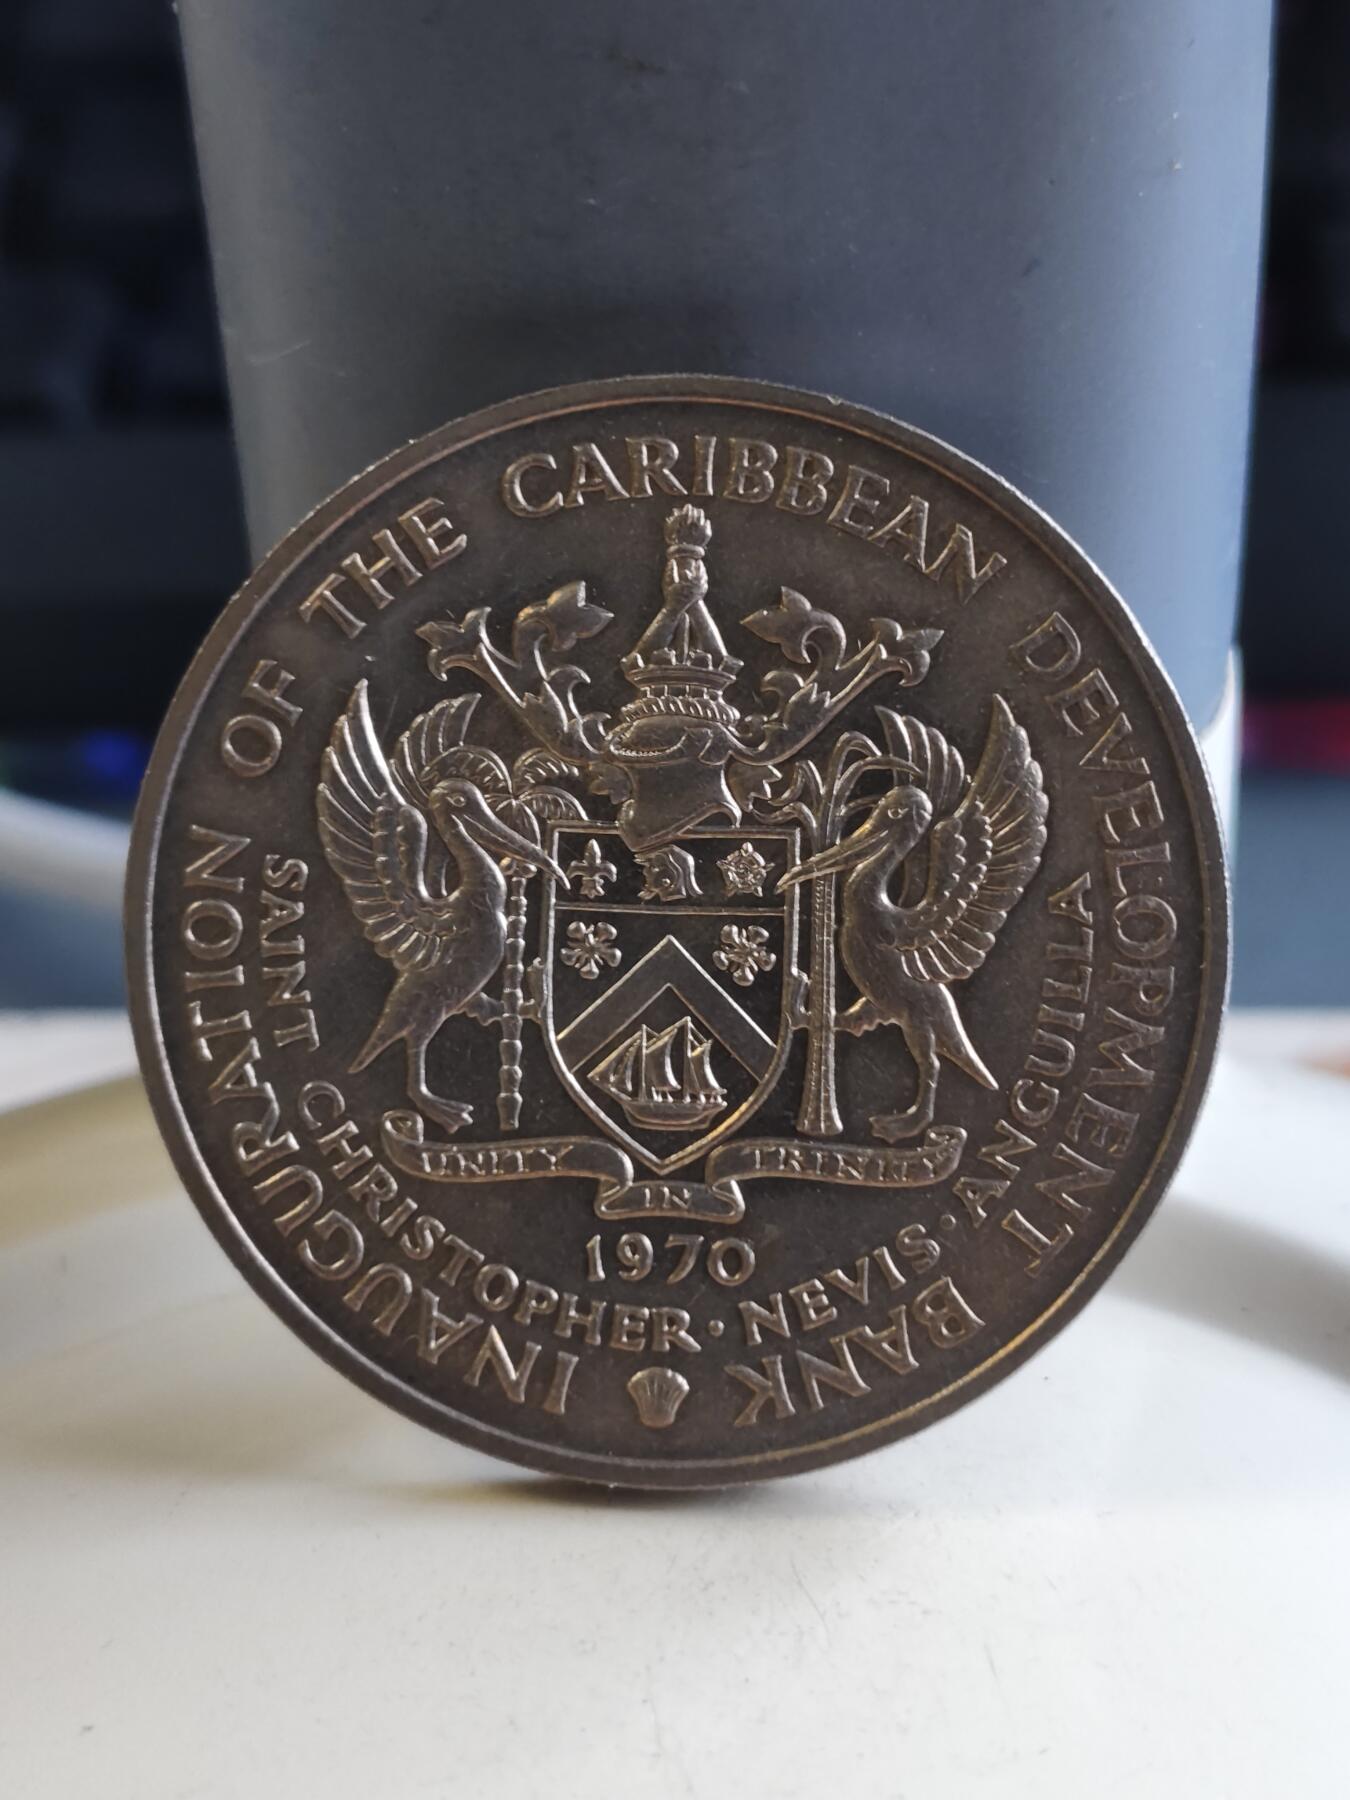 INAUGURATION OF THE CARIBBEAN DEVELOPMENT BANK
SAINT CHRISTOPHER · NEVIS · ANGUILLA
UNITY IN TRINITY
1970